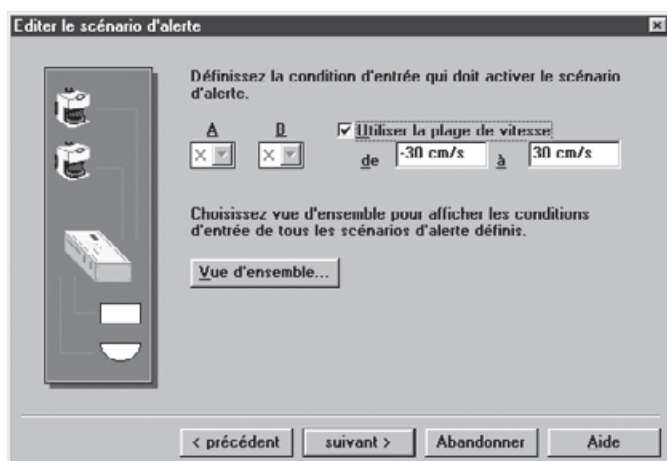 Editer le scénario d'alerte
Définissez la condition d'entrée qui doit activer le scénario
d'alerte.
A B Utiliser la plage de vitesse
X X de -30 cm/s à 30 cm/s
Choisissez vue d'ensemble pour afficher les conditions
d'entrée de tous les scénarios d'alerte définis.
Vue d'ensemble...
< précédent suivant > Abandonner Aide